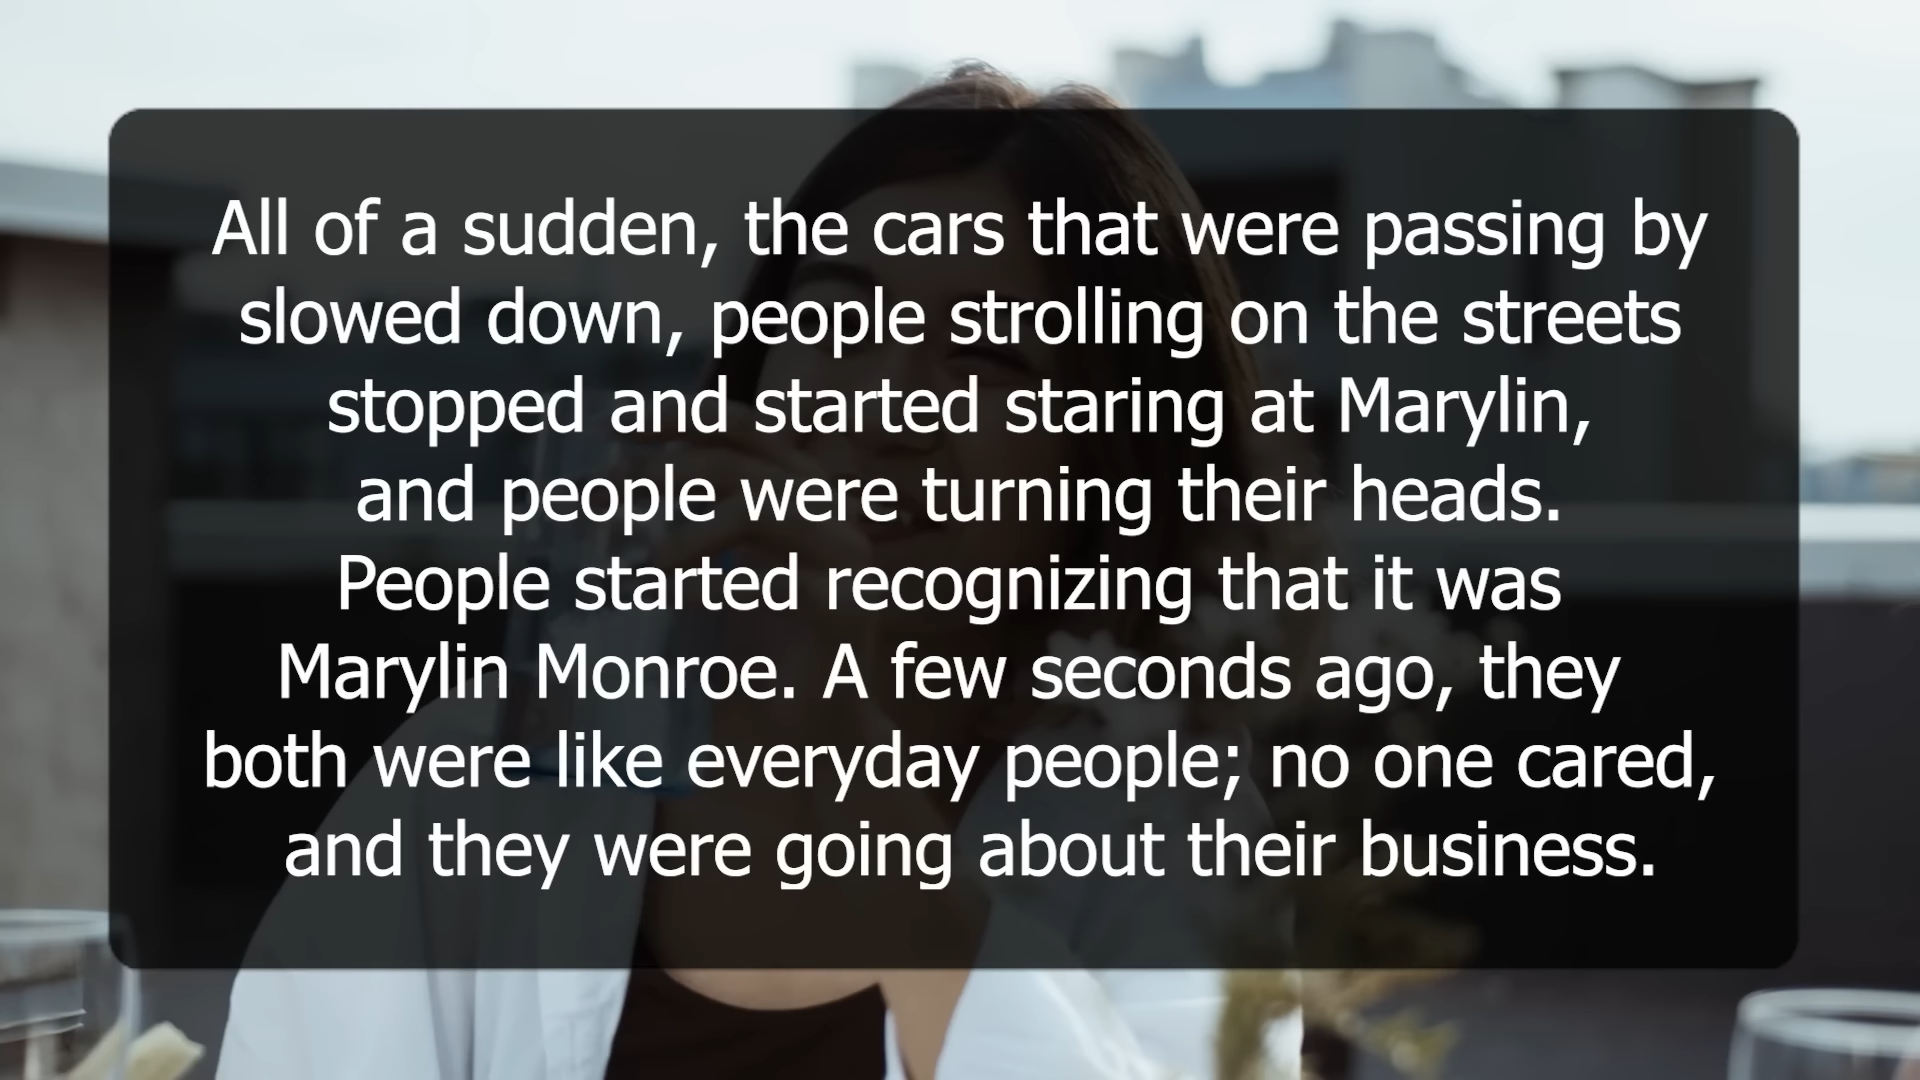 All of a sudden, the cars that were passing by
slowed down, people strolling on the streets
stopped and started staring at Marylin,
and people were turning their heads.
People started recognizing that it was
Marylin Monroe. A few seconds ago, they
both were like everyday people; no one cared,
and they were going about their business.